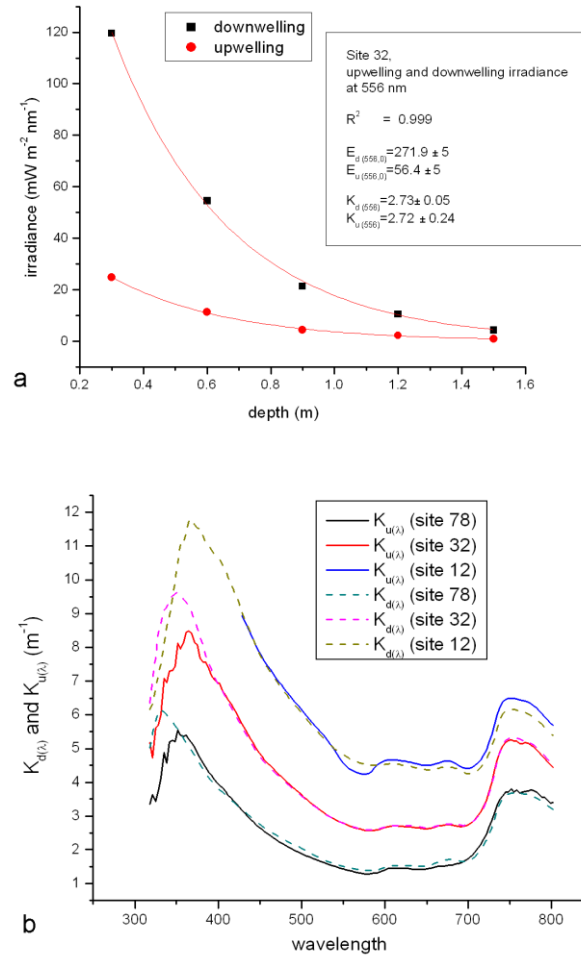 downwelling
upwelling
Site 32,
upwelling and downwelling irradiance
at 556 nm
R² = 0.999
E_d (556,0)=271.9 ± 5
E_u (556,0)=56.4 ± 5
K_d (556)=2.73± 0.05
K_u (556)=2.72 ± 0.24
irradiance (mW m⁻² nm⁻¹)
120
100
80
60
40
20
0
0.2 0.4 0.6 0.8 1.0 1.2 1.4 1.6
depth (m)
a
K_u(λ) (site 78)
K_u(λ) (site 32)
K_u(λ) (site 12)
K_d(λ) (site 78)
K_d(λ) (site 32)
K_d(λ) (site 12)
K_d(λ) and K_u(λ) (m⁻¹)
12
11
10
9
8
7
6
5
4
3
2
1
300 400 500 600 700 800
wavelength
b